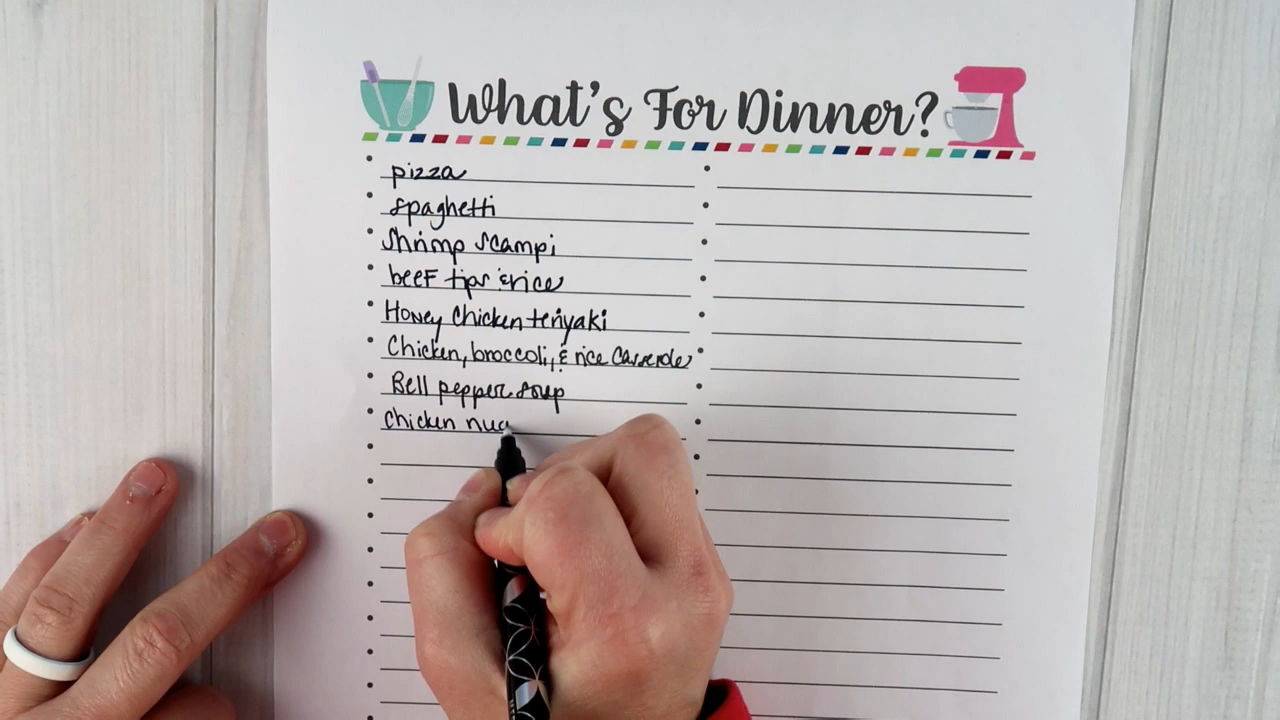 What's For Dinner?
pizza
spaghetti
Shrimp scampi
beef tips & rice
Honey Chicken teriyaki
Chicken, broccoli, & rice Casserole
Bell pepper soup
Chicken nug